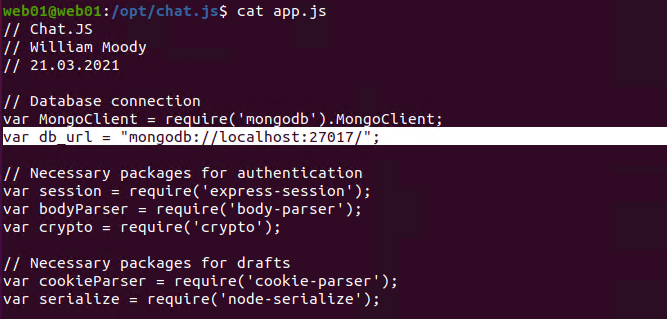 web01@web01:/opt/chat.js$ cat app.js
// Chat.JS
// William Moody
// 21.03.2021
// Database connection
var MongoClient = require('mongodb').MongoClient;
var db_url = "mongodb://localhost:27017/";
// Necessary packages for authentication
var session = require('express-session');
var bodyParser = require('body-parser');
var crypto = require('crypto');
// Necessary packages for drafts
var cookieParser = require('cookie-parser');
var serialize = require('node-serialize');